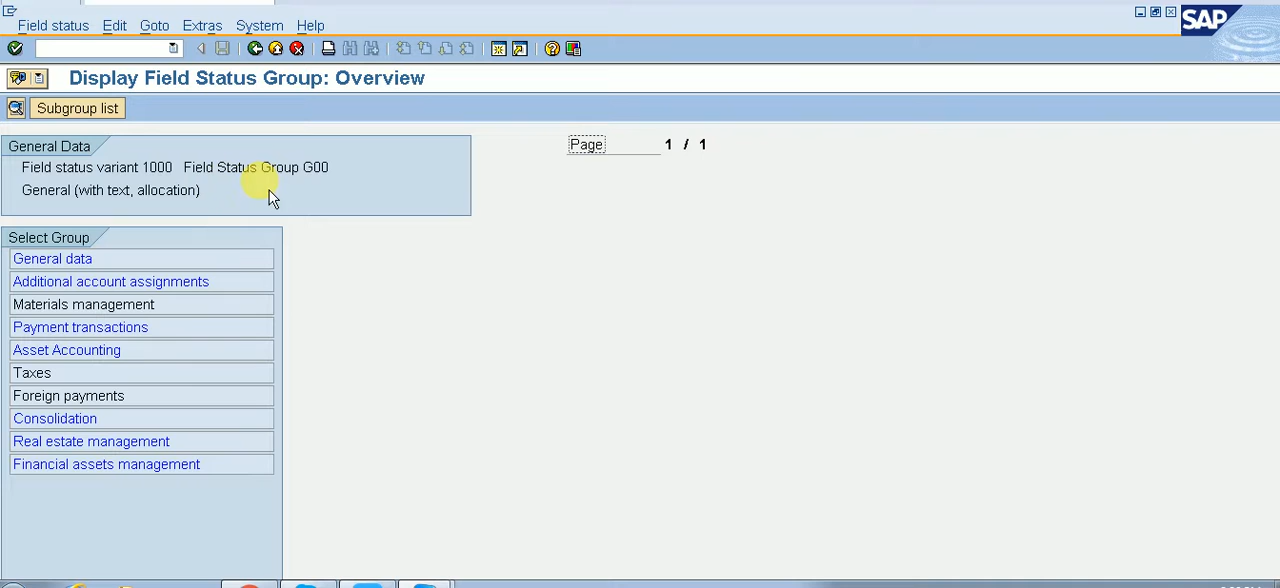 Field status Edit Goto Extras System Help
SAP
Display Field Status Group: Overview
Subgroup list
General Data
Page 1 / 1
Field status variant 1000 Field Status Group G00
General (with text, allocation)
Select Group
General data
Additional account assignments
Materials management
Payment transactions
Asset Accounting
Taxes
Foreign payments
Consolidation
Real estate management
Financial assets management